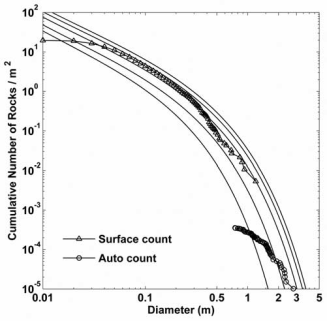 Cumulative Number of Rocks / m²
10²
10¹
10⁰
10⁻¹
10⁻²
10⁻³
10⁻⁴
10⁻⁵
Surface count
Auto count
0.01 0.1 0.5 1 2 3 5
Diameter (m)